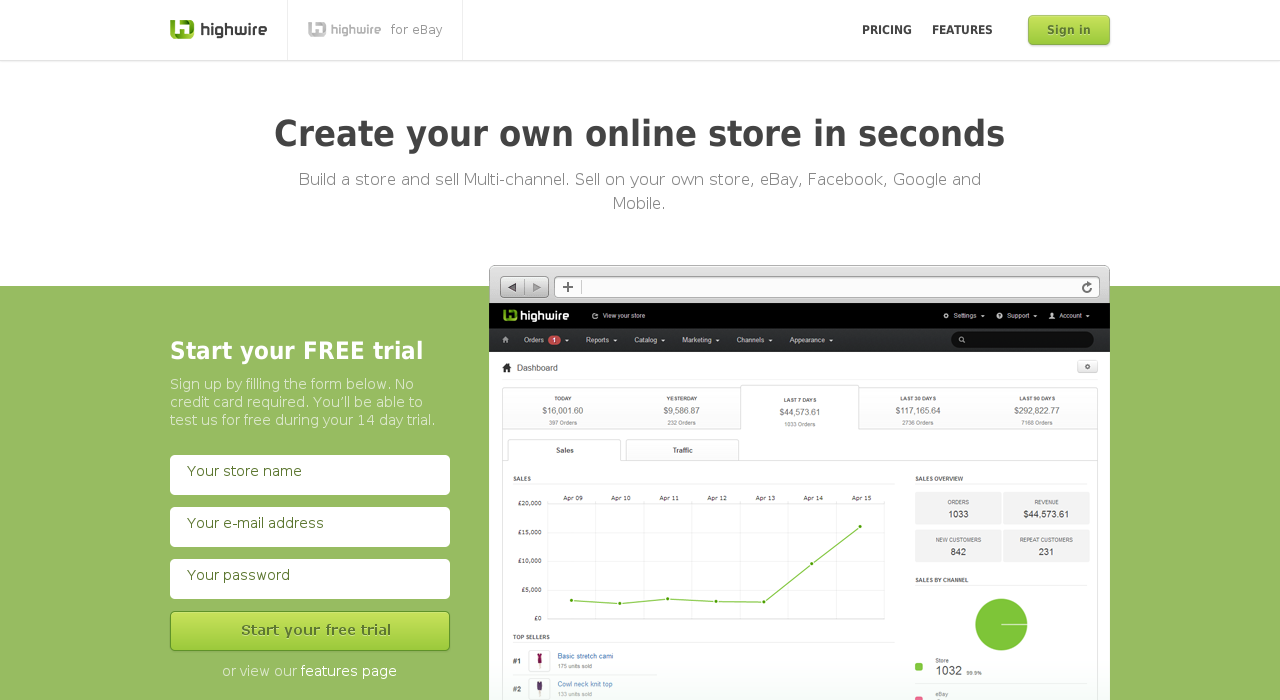 highwire
highwire for eBay
PRICING
FEATURES
Sign in
Create your own online store in seconds
Build a store and sell Multi-channel. Sell on your own store, eBay, Facebook, Google and
Mobile.
Start your FREE trial
Sign up by filling the form below. No
credit card required. You'll be able to
test us for free during your 14 day trial.
Your store name
Your e-mail address
Your password
Start your free trial
or view our features page
highwire
View your store
Settings
Support
Account
Orders 1
Reports
Catalog
Marketing
Channels
Appearance
Dashboard
TODAY
$16,001.60
397 Orders
YESTERDAY
$9,586.87
232 Orders
LAST 7 DAYS
$44,573.61
1033 Orders
LAST 30 DAYS
$117,165.64
2736 Orders
LAST 90 DAYS
$292,822.77
7168 Orders
Sales
Traffic
SALES
Apr 09 Apr 10 Apr 11 Apr 12 Apr 13 Apr 14 Apr 15
£20,000
£15,000
£10,000
£5,000
£0
SALES OVERVIEW
ORDERS
1033
REVENUE
$44,573.61
NEW CUSTOMERS
842
REPEAT CUSTOMERS
231
SALES BY CHANNEL
Store
1032 99.9%
eBay
TOP SELLERS
#1
Basic stretch cami
175 units sold
#2
Cowl neck knit top
133 units sold